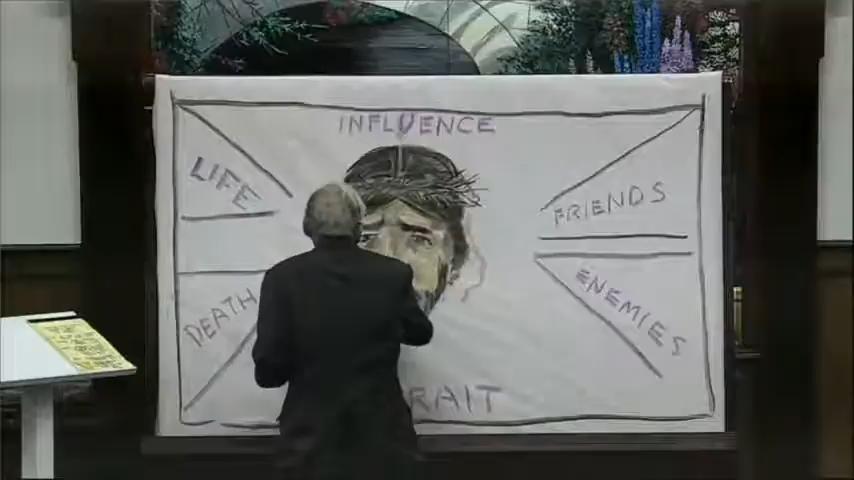 INFLUENCE
LIFE
FRIENDS
DEATH
ENEMIES
RAIT